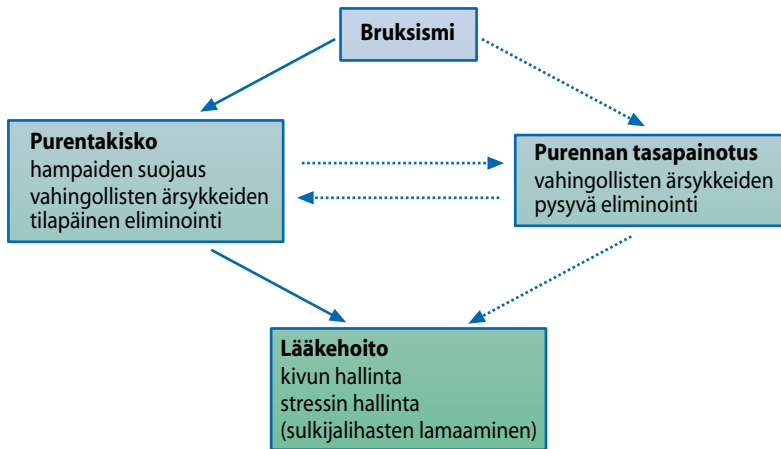 Bruksismi
Purentakisko
hampaiden suojaus
vahingollisten ärsykkeiden
tilapäinen eliminointi
Purennan tasapainotus
vahingollisten ärsykkeiden
pysyvä eliminointi
Lääkehoito
kivun hallinta
stressin hallinta
(sulkijalihasten lamaaminen)